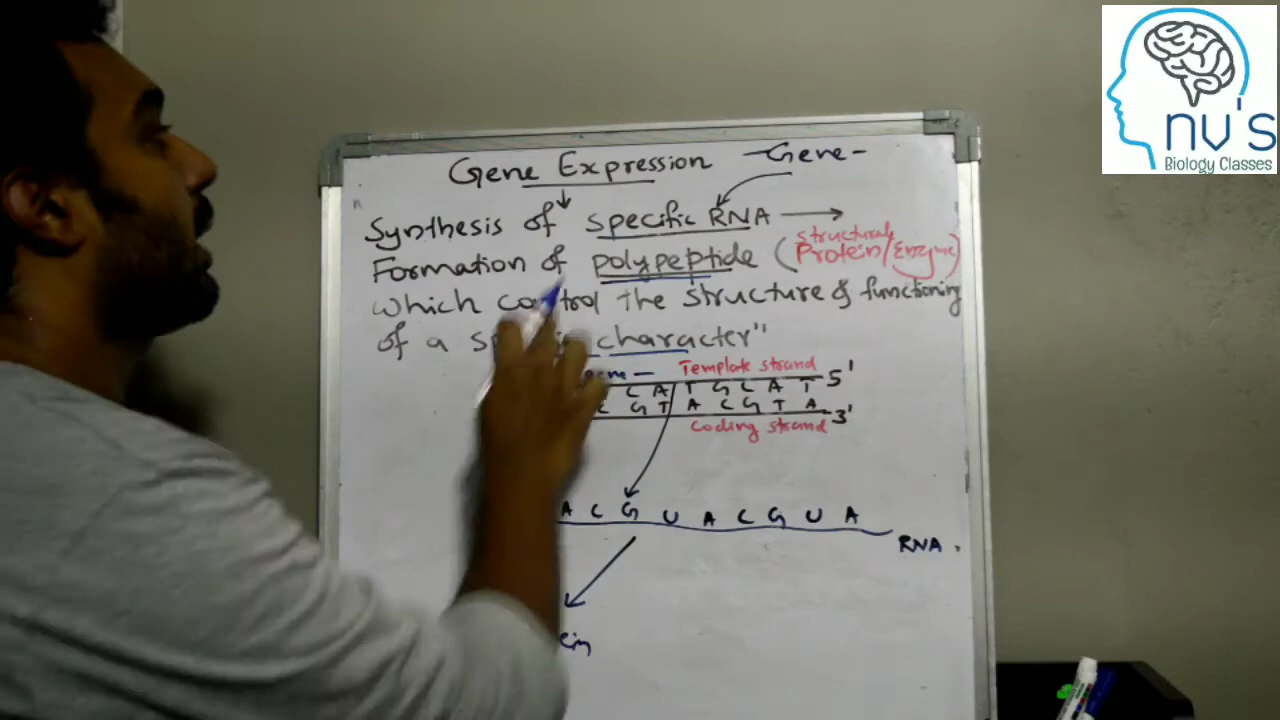 nv's
Biology Classes
Gene Expression - Gene -
Synthesis of specific RNA →
Formation of polypeptide (structural Protein/Enzyme)
which control the structure & functioning
of a character"
Template strand
C A T G C A T 5'
C G T A C G T A 3'
Coding strand
A C G U A C G U A
RNA.